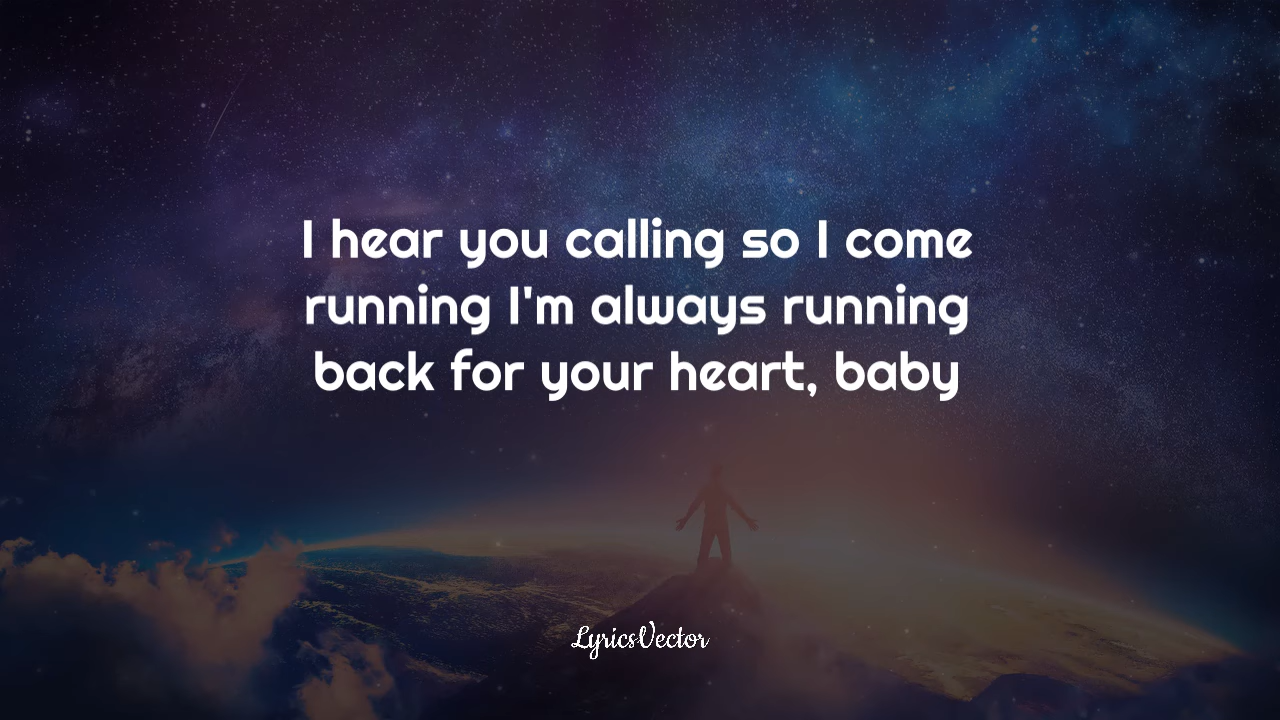 I hear you calling so I come
running I'm always running
back for your heart, baby
LyricsVector